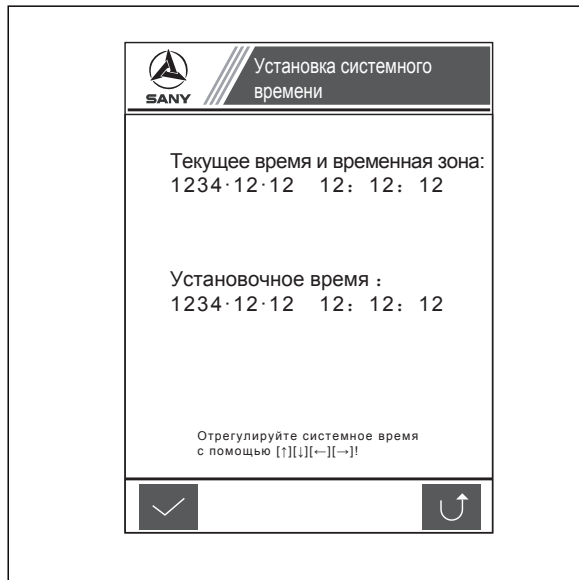 SANY
Установка системного
времени
Текущее время и временная зона:
1234·12·12 12: 12: 12
Установочное время :
1234·12·12 12: 12: 12
Отрегулируйте системное время
с помощью [↑][↓][←][→]!